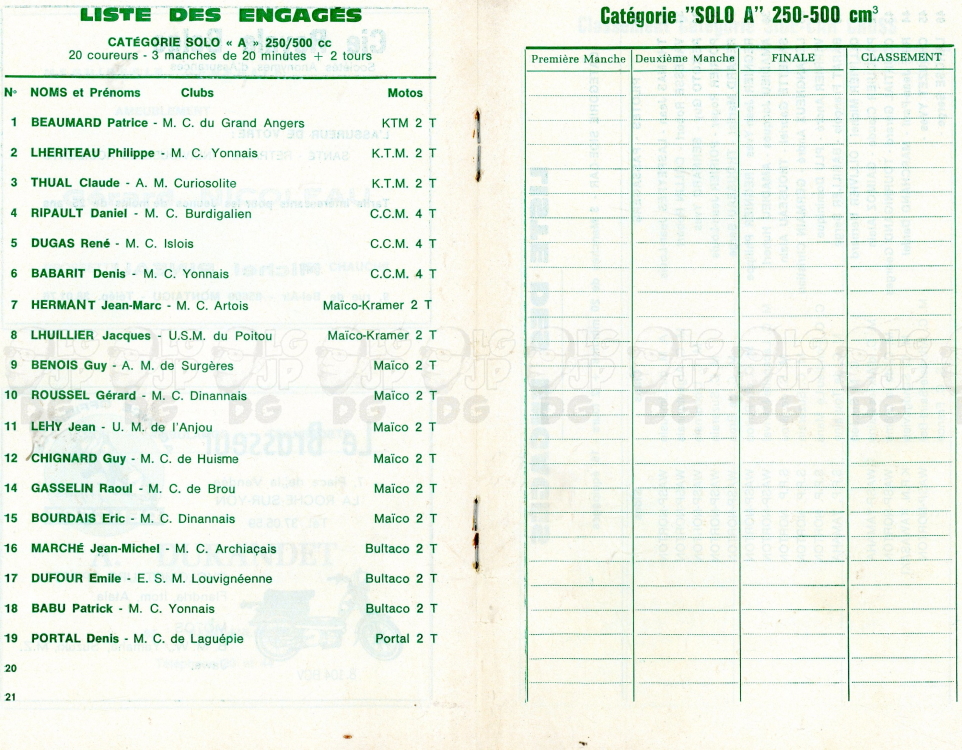 LISTE DES ENGAGÉS
CATÉGORIE SOLO « A » 250/500 cc
20 coureurs - 3 manches de 20 minutes + 2 tours
N° NOMS et Prénoms Clubs Motos
1 BEAUMARD Patrice - M. C. du Grand Angers KTM 2 T
2 LHERITEAU Philippe - M. C. Yonnais K.T.M. 2 T
3 THUAL Claude - A. M. Curiosolite K.T.M. 2 T
4 RIPAULT Daniel - M. C. Burdigalien C.C.M. 4 T
5 DUGAS René - M. C. Islois C.C.M. 4 T
6 BABARIT Denis - M. C. Yonnais C.C.M. 4 T
7 HERMANT Jean-Marc - M. C. Artois Maïco-Kramer 2 T
8 LHUILLIER Jacques - U.S.M. du Poitou Maïco-Kramer 2 T
9 BENOIS Guy - A. M. de Surgères Maïco 2 T
10 ROUSSEL Gérard - M. C. Dinannais Maïco 2 T
11 LEHY Jean - U. M. de l'Anjou Maïco 2 T
12 CHIGNARD Guy - M. C. de Huisme Maïco 2 T
14 GASSELIN Raoul - M. C. de Brou Maïco 2 T
15 BOURDAIS Eric - M. C. Dinannais Maïco 2 T
16 MARCHÉ Jean-Michel - M. C. Archiaçais Bultaco 2 T
17 DUFOUR Emile - E. S. M. Louvignéenne Bultaco 2 T
18 BABU Patrick - M. C. Yonnais Bultaco 2 T
19 PORTAL Denis - M. C. de Laguépie Portal 2 T
20
21
Catégorie "SOLO A" 250-500 cm³
Première Manche Deuxième Manche FINALE CLASSEMENT
LG JP DG